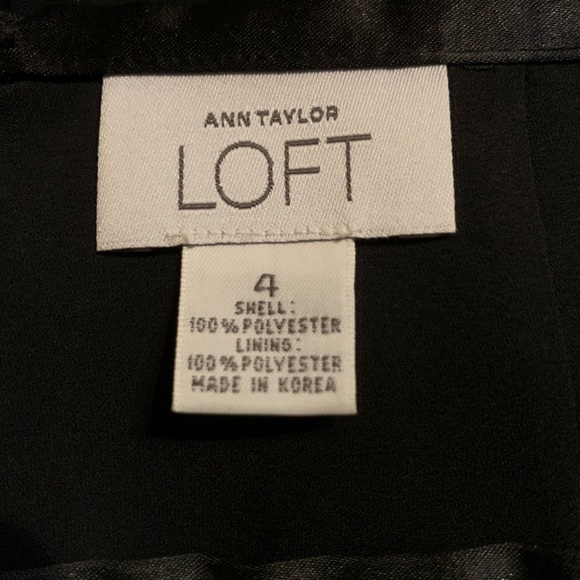 ANN TAYLOR
LOFT
4
SHELL:
100% POLYESTER
LINING:
100% POLYESTER
MADE IN KOREA